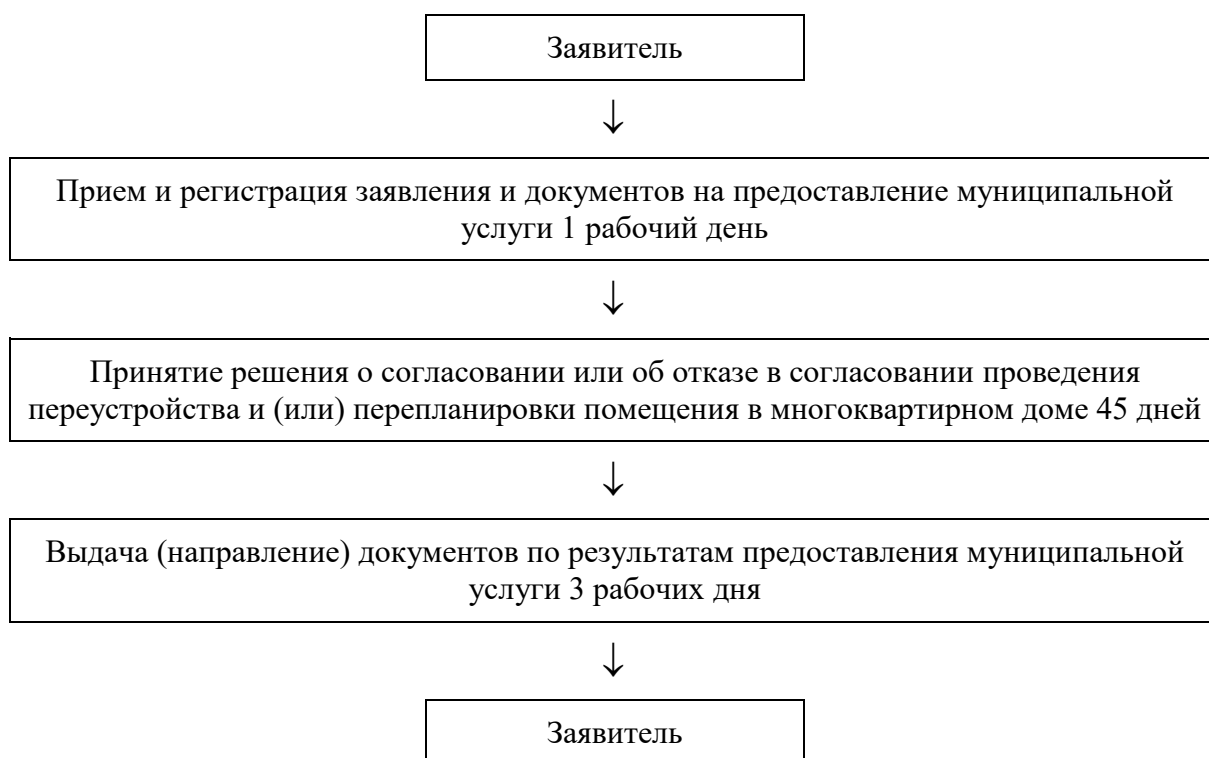 Заявитель
↓
Прием и регистрация заявления и документов на предоставление муниципальной
услуги 1 рабочий день
↓
Принятие решения о согласовании или об отказе в согласовании проведения
переустройства и (или) перепланировки помещения в многоквартирном доме 45 дней
↓
Выдача (направление) документов по результатам предоставления муниципальной
услуги 3 рабочих дня
↓
Заявитель